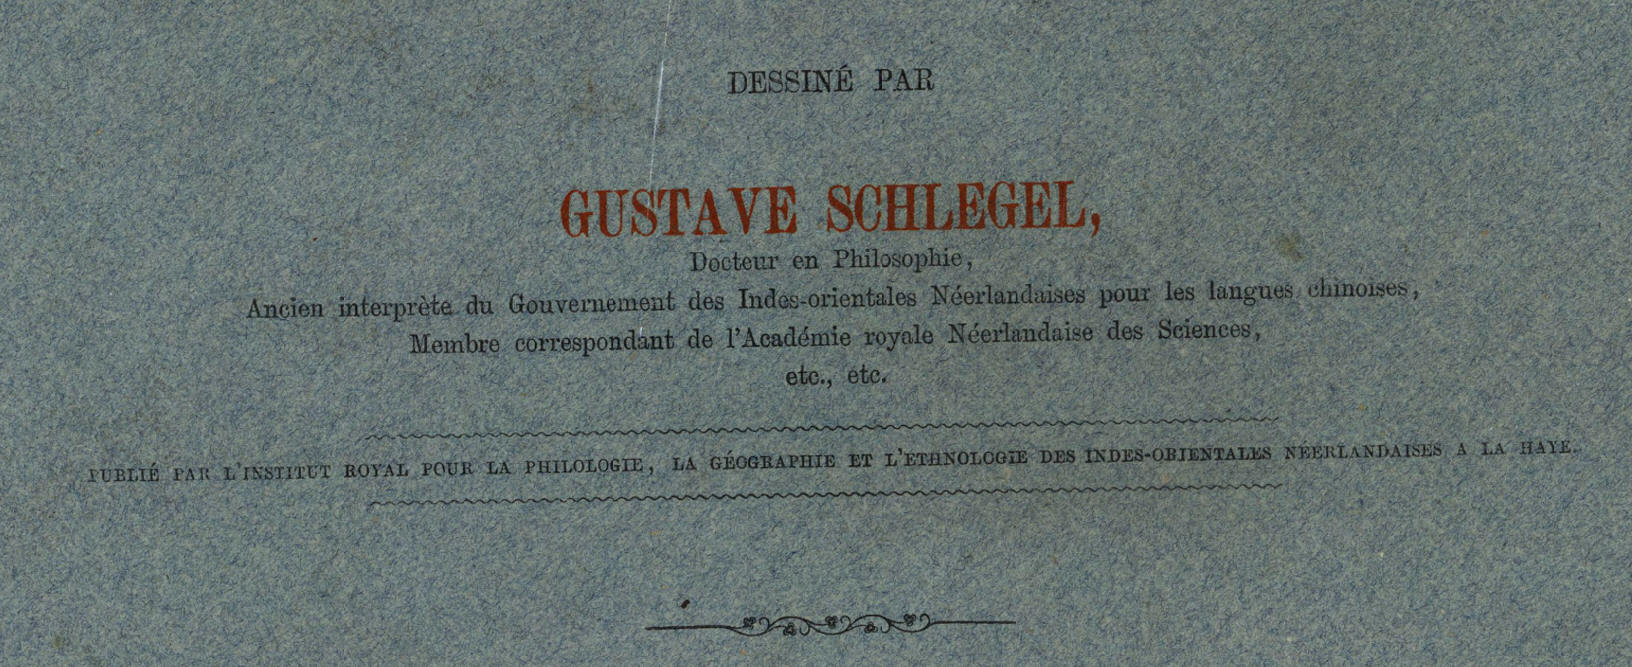 DESSINÉ PAR
GUSTAVE SCHLEGEL,
Docteur en Philosophie,
Ancien interprète du Gouvernement des Indes-orientales Néerlandaises pour les langues chinoises,
Membre correspondant de l'Académie royale Néerlandaise des Sciences,
etc., etc.
PUBLIÉ PAR L'INSTITUT ROYAL POUR LA PHILOLOGIE, LA GÉOGRAPHIE ET L'ETHNOLOGIE DES INDES-ORIENTALES NÉERLANDAISES A LA HAYE.